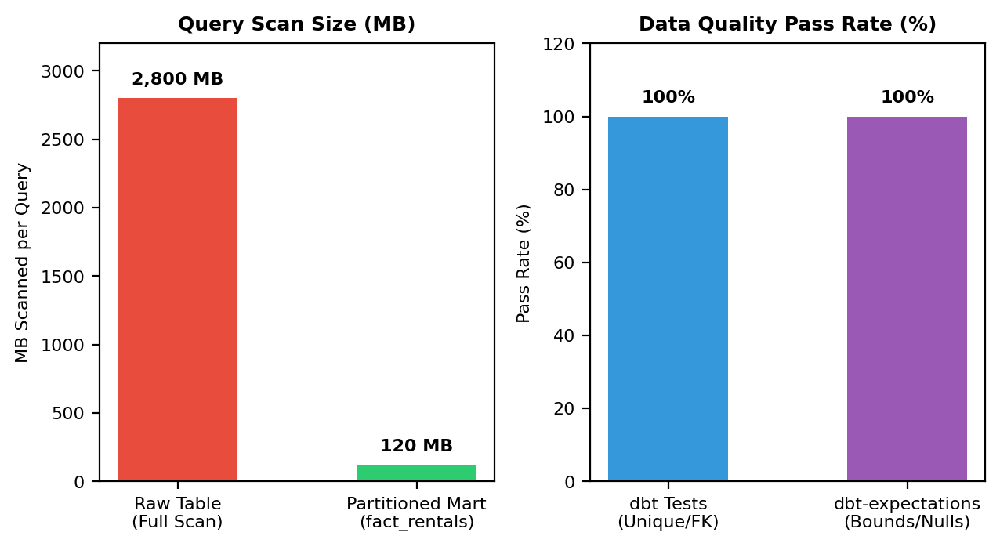 Query Scan Size (MB)
MB Scanned per Query
3000
2500
2000
1500
1000
500
0
2,800 MB
120 MB
Raw Table
(Full Scan)
Partitioned Mart
(fact_rentals)
Data Quality Pass Rate (%)
Pass Rate (%)
120
100
80
60
40
20
0
100%
100%
dbt Tests
(Unique/FK)
dbt-expectations
(Bounds/Nulls)